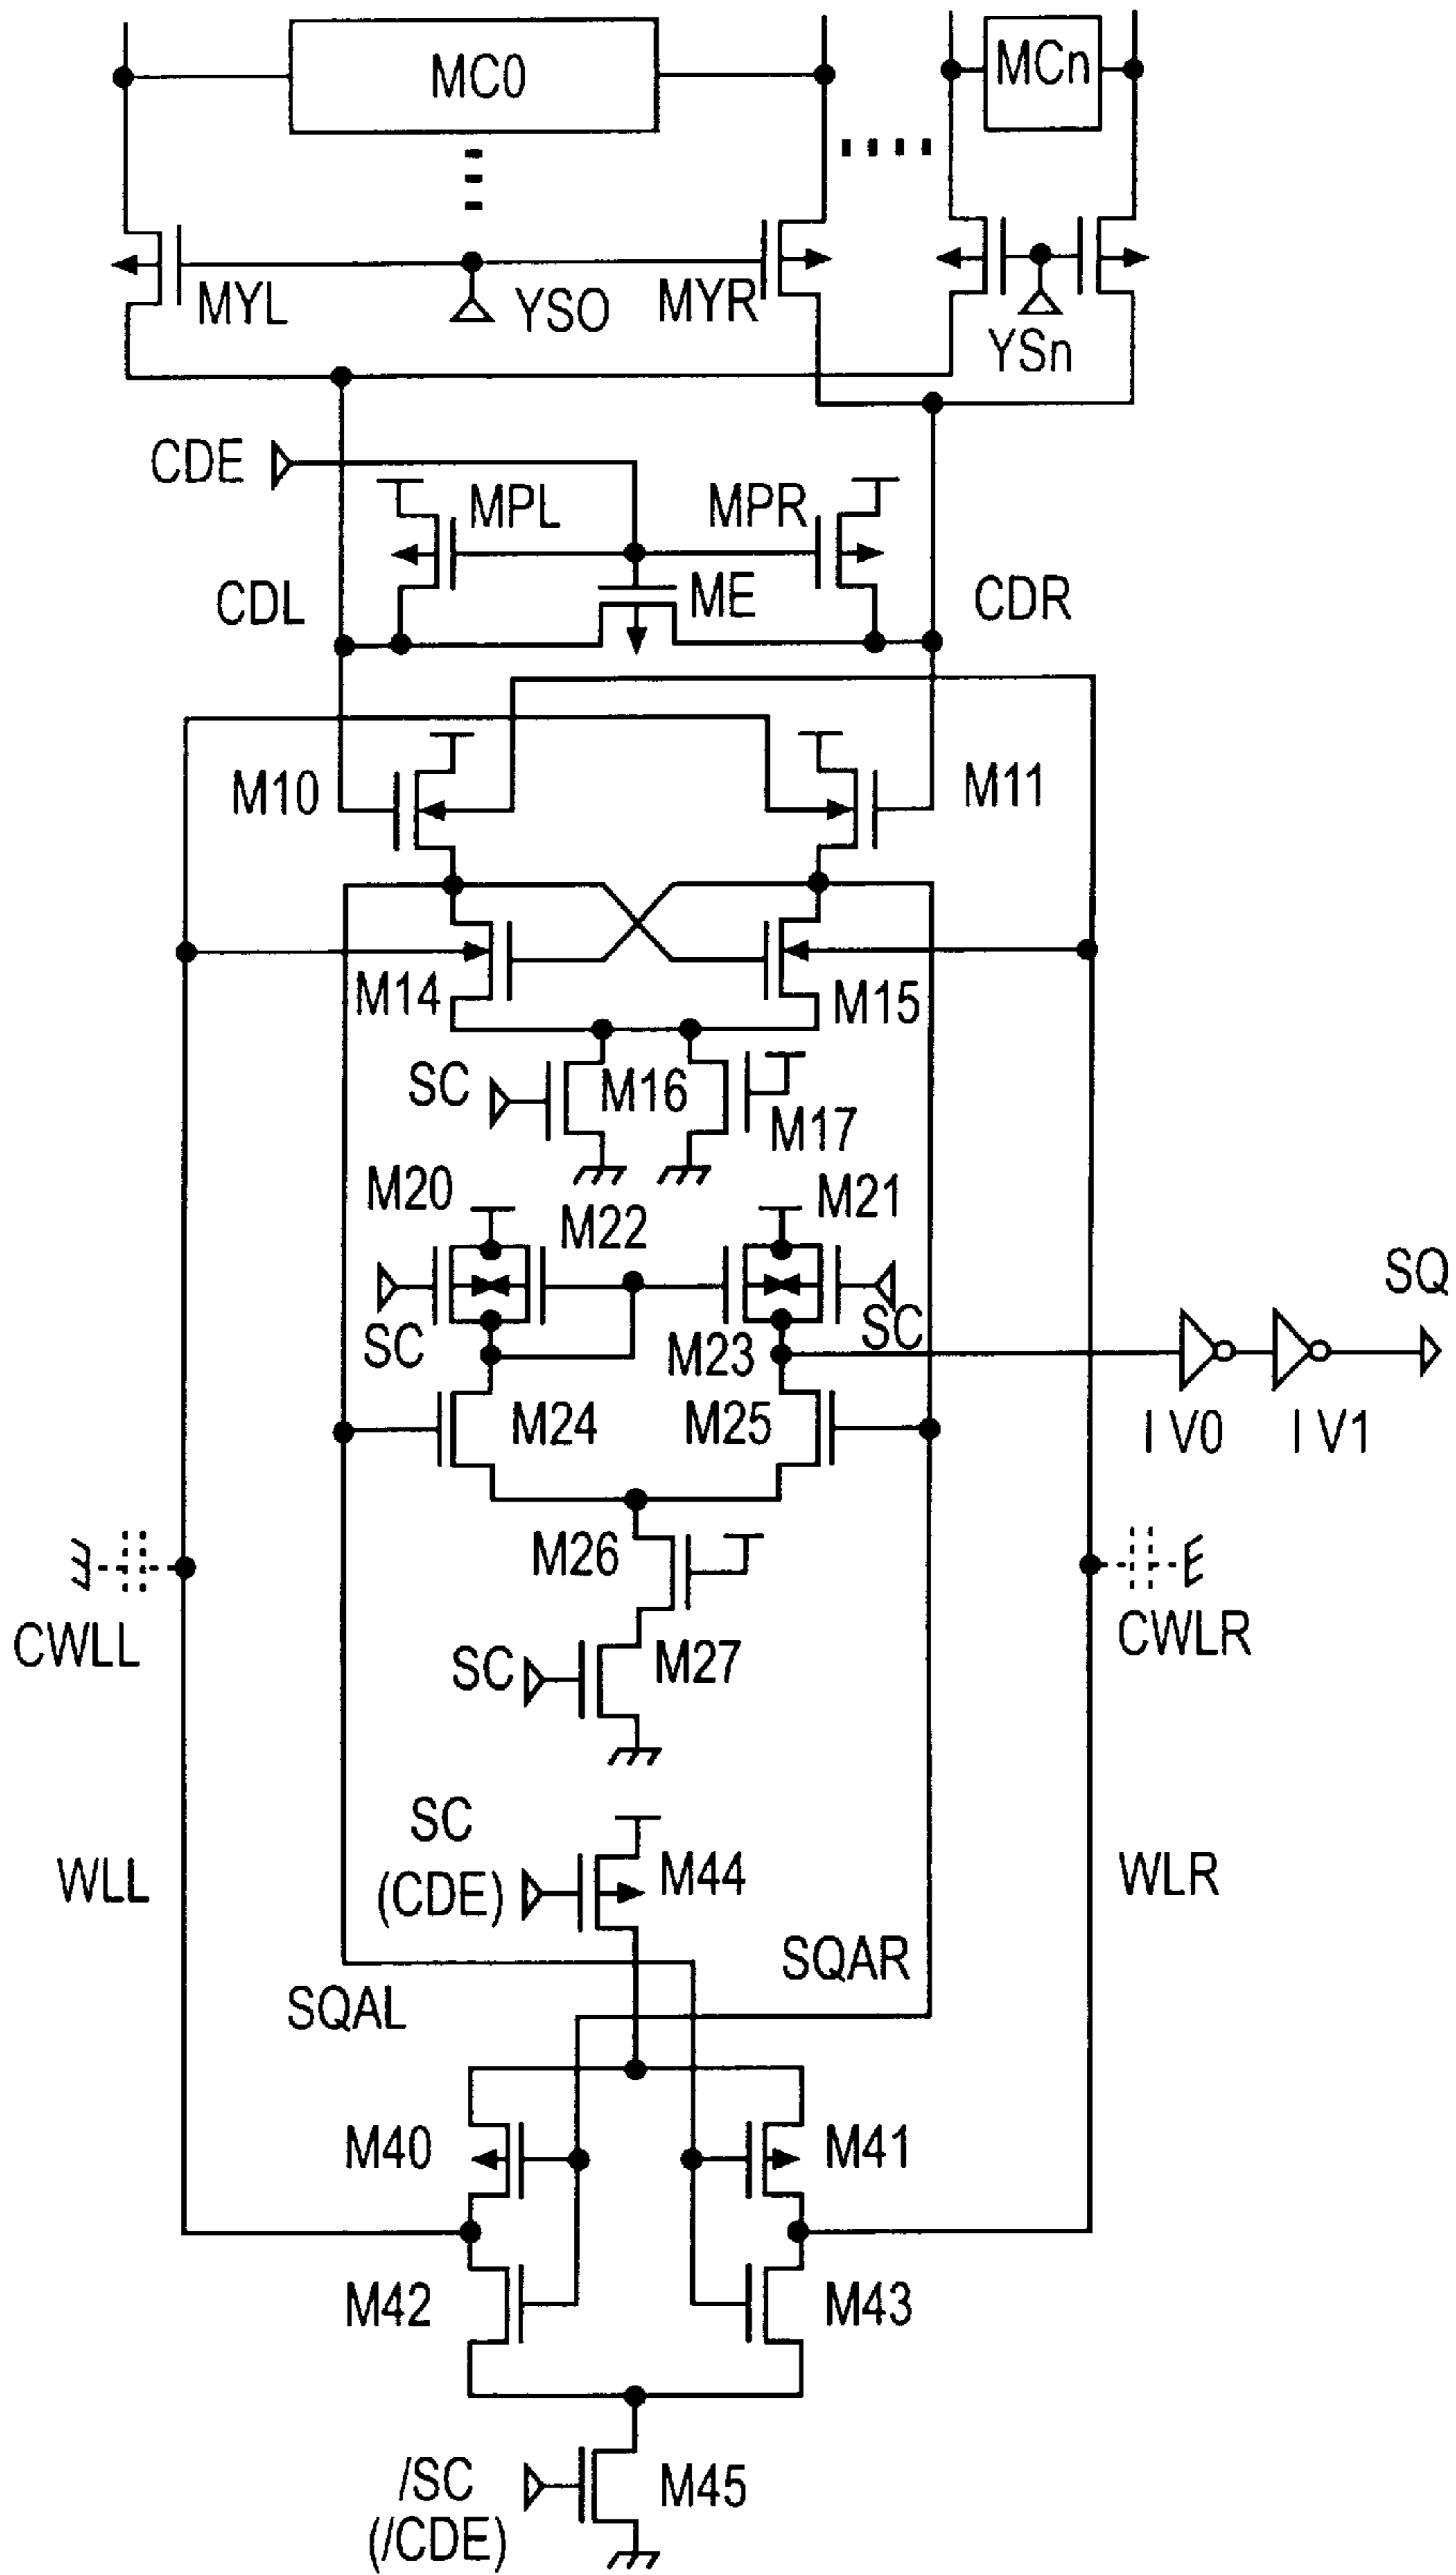 MC0
MCn
MYL
YSO
MYR
YSn
CDE
MPL
MPR
CDL
ME
CDR
M10
M11
M14
M15
SC
M16
M17
M20
M22
M21
SC
M23
SC
SQ
M24
M25
IV0
IV1
M26
CWLL
CWLR
SC
M27
SC
(CDE)
M44
WLL
WLR
SQAL
SQAR
M40
M41
M42
M43
/SC
(/CDE)
M45